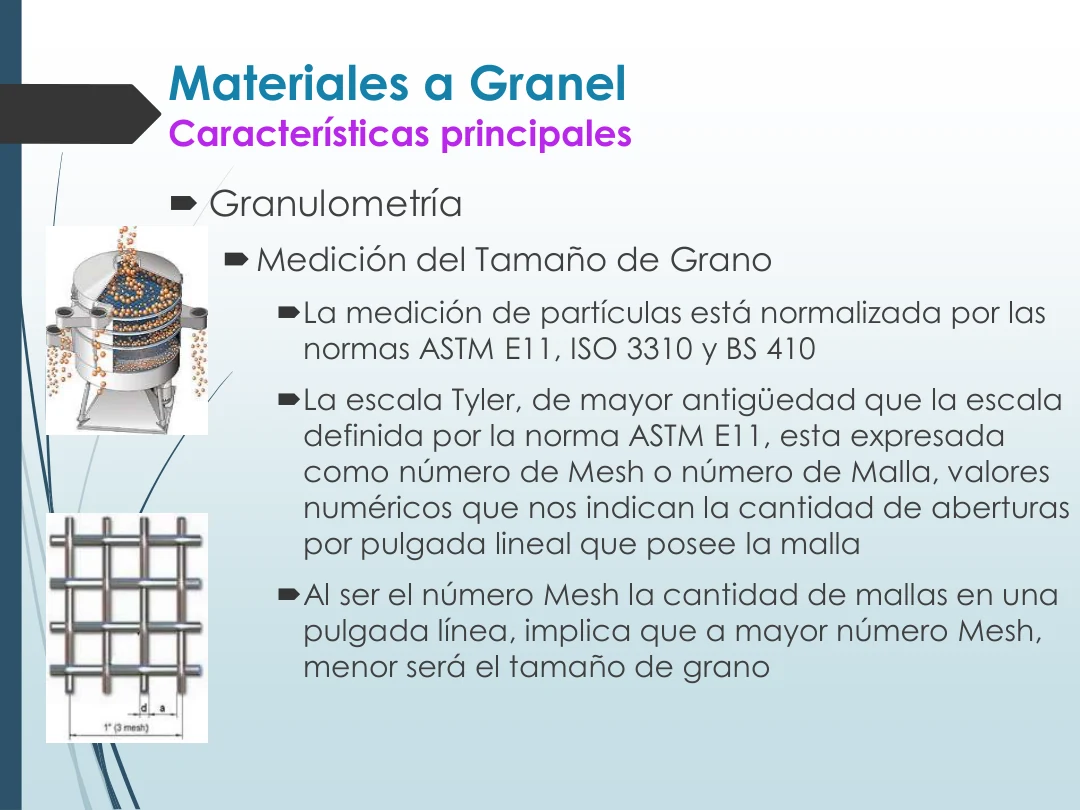 Materiales a Granel
Características principales
Granulometría
Medición del Tamaño de Grano
La medición de partículas está normalizada por las
normas ASTM E11, ISO 3310 y BS 410
La escala Tyler, de mayor antigüedad que la escala
definida por la norma ASTM E11, esta expresada
como número de Mesh o número de Malla, valores
numéricos que nos indican la cantidad de aberturas
por pulgada lineal que posee la malla
Al ser el número Mesh la cantidad de mallas en una
pulgada línea, implica que a mayor número Mesh,
menor será el tamaño de grano
d a
1" (3 mesh)